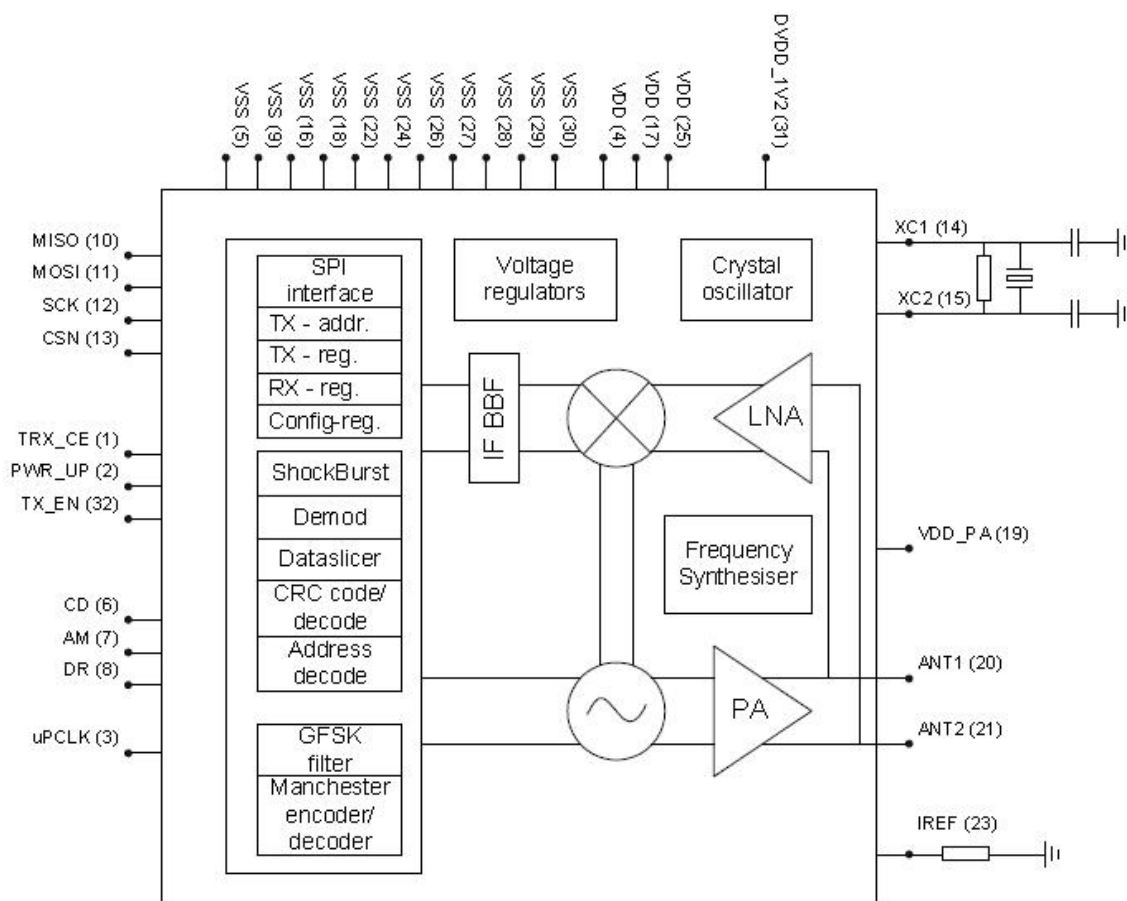 VSS (5)
VSS (9)
VSS (16)
VSS (18)
VSS (22)
VSS (24)
VSS (26)
VSS (27)
VSS (28)
VSS (29)
VSS (30)
VDD (4)
VDD (17)
VDD (25)
DVDD_1V2 (31)
MISO (10)
MOSI (11)
SCK (12)
CSN (13)
TRX_CE (1)
PWR_UP (2)
TX_EN (32)
CD (6)
AM (7)
DR (8)
uPCLK (3)
SPI
interface
TX - addr.
TX - reg.
RX - reg.
Config-reg.
ShockBurst
Demod
Dataslicer
CRC code/
decode
Address
decode
GFSK
filter
Manchester
encoder/
decoder
Voltage
regulators
Crystal
oscillator
IF BBF
LNA
Frequency
Synthesiser
PA
XC1 (14)
XC2 (15)
VDD_PA (19)
ANT1 (20)
ANT2 (21)
IREF (23)